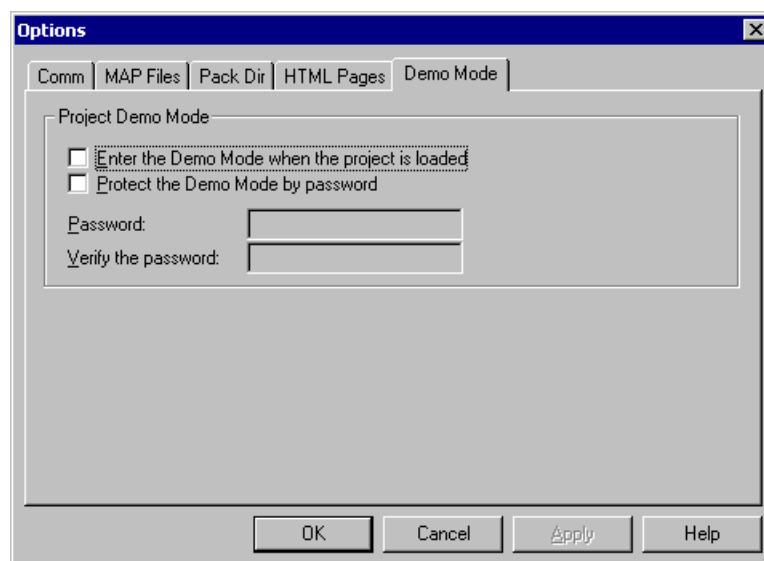 Options
Comm MAP Files Pack Dir HTML Pages Demo Mode
Project Demo Mode
Enter the Demo Mode when the project is loaded
Protect the Demo Mode by password
Password:
Verify the password:
OK Cancel Apply Help